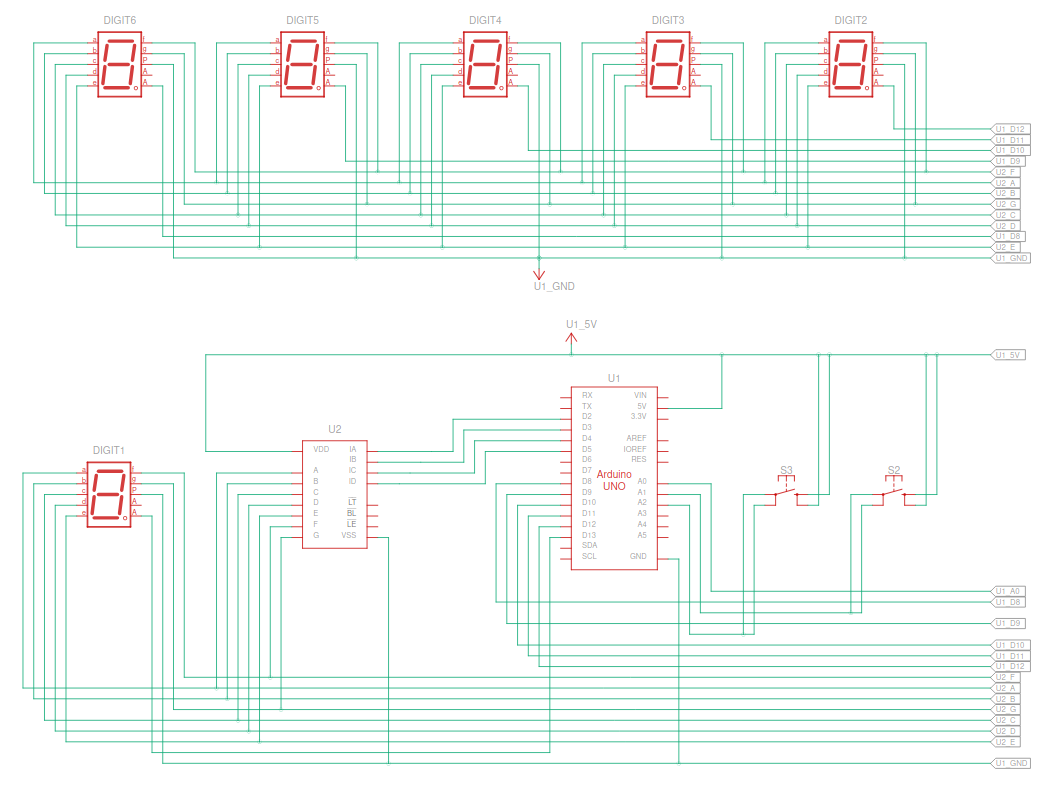 DIGIT6 DIGIT5 DIGIT4 DIGIT3 DIGIT2
a f a f a f a f a f
b g b g b g b g b g
c P c P c P c P c P
d A d A d A d A d A
e A e A e A e A e A
U1_D12
U1_D11
U1_D10
U1_D9
U2_F
U2_A
U2_B
U2_G
U2_C
U2_D
U1_D8
U2_E
U1_GND
U1_GND
U1_5V
U1_5V
U1
RX VIN
TX 5V
D2 3.3V
D3
D4 AREF
D5 IOREF
D6 RES
D7
D8 A0
D9 A1
D10 A2
D11 A3
D12 A4
D13 A5
SDA
SCL GND
Arduino
UNO
U2
VDD IA
IB
A IC
B ID
C
D LT
E BL
F LE
G VSS
DIGIT1
a f
b g
c P
d A
e A
S3 S2
U1_A0
U1_D8
U1_D9
U1_D10
U1_D11
U1_D12
U2_F
U2_A
U2_B
U2_G
U2_C
U2_D
U2_E
U1_GND